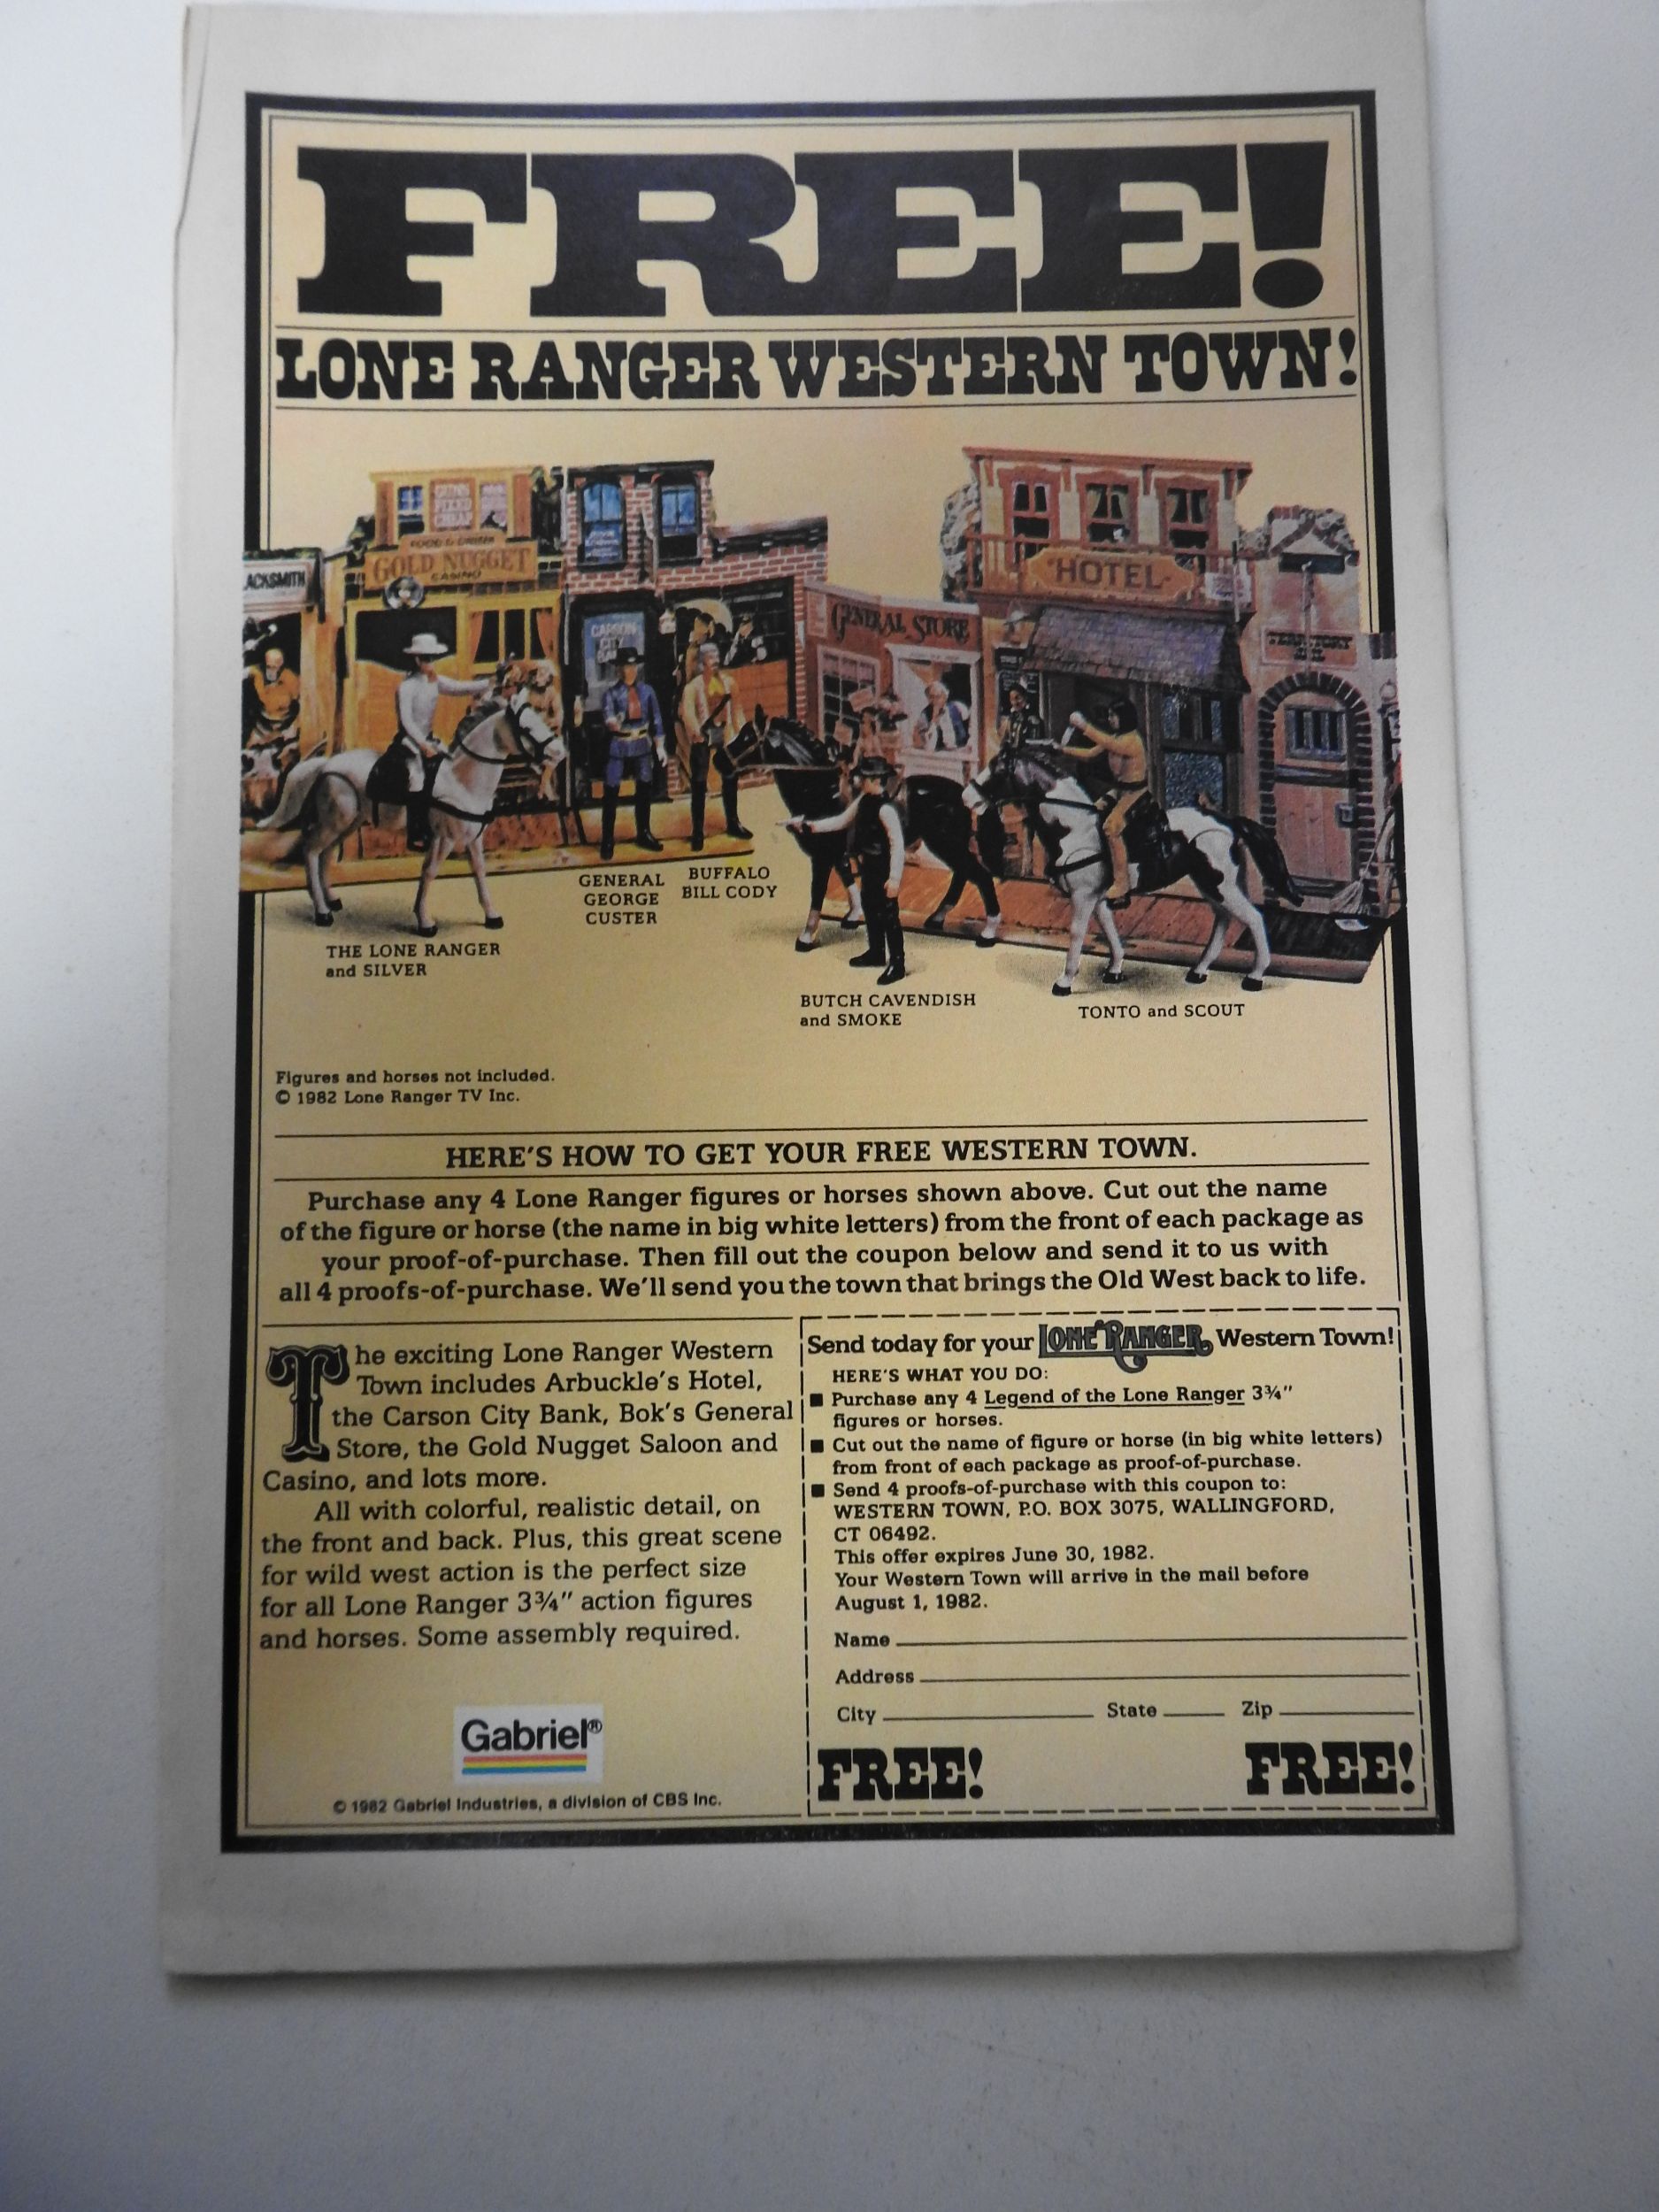 FREE!
LONE RANGER WESTERN TOWN!
ACKSMITH
FOOD & DRINK
GOLD NUGGET
CASINO
CARSON
CITY
GENERAL STORE
HOTEL
GENERAL
GEORGE
CUSTER
BUFFALO
BILL CODY
THE LONE RANGER
and SILVER
BUTCH CAVENDISH
and SMOKE
TONTO and SCOUT
Figures and horses not included.
© 1982 Lone Ranger TV Inc.
HERE'S HOW TO GET YOUR FREE WESTERN TOWN.
Purchase any 4 Lone Ranger figures or horses shown above. Cut out the name
of the figure or horse (the name in big white letters) from the front of each package as
your proof-of-purchase. Then fill out the coupon below and send it to us with
all 4 proofs-of-purchase. We'll send you the town that brings the Old West back to life.
The exciting Lone Ranger Western
Town includes Arbuckle's Hotel,
the Carson City Bank, Bok's General
Store, the Gold Nugget Saloon and
Casino, and lots more.
All with colorful, realistic detail, on
the front and back. Plus, this great scene
for wild west action is the perfect size
for all Lone Ranger 3¾" action figures
and horses. Some assembly required.
Gabriel®
© 1982 Gabriel Industries, a division of CBS Inc.
Send today for your LONE RANGER Western Town!
HERE'S WHAT YOU DO:
■ Purchase any 4 Legend of the Lone Ranger 3¾"
figures or horses.
■ Cut out the name of figure or horse (in big white letters)
from front of each package as proof-of-purchase.
■ Send 4 proofs-of-purchase with this coupon to:
WESTERN TOWN, P.O. BOX 3075, WALLINGFORD,
CT 06492.
This offer expires June 30, 1982.
Your Western Town will arrive in the mail before
August 1, 1982.
Name
Address
City State Zip
FREE! FREE!